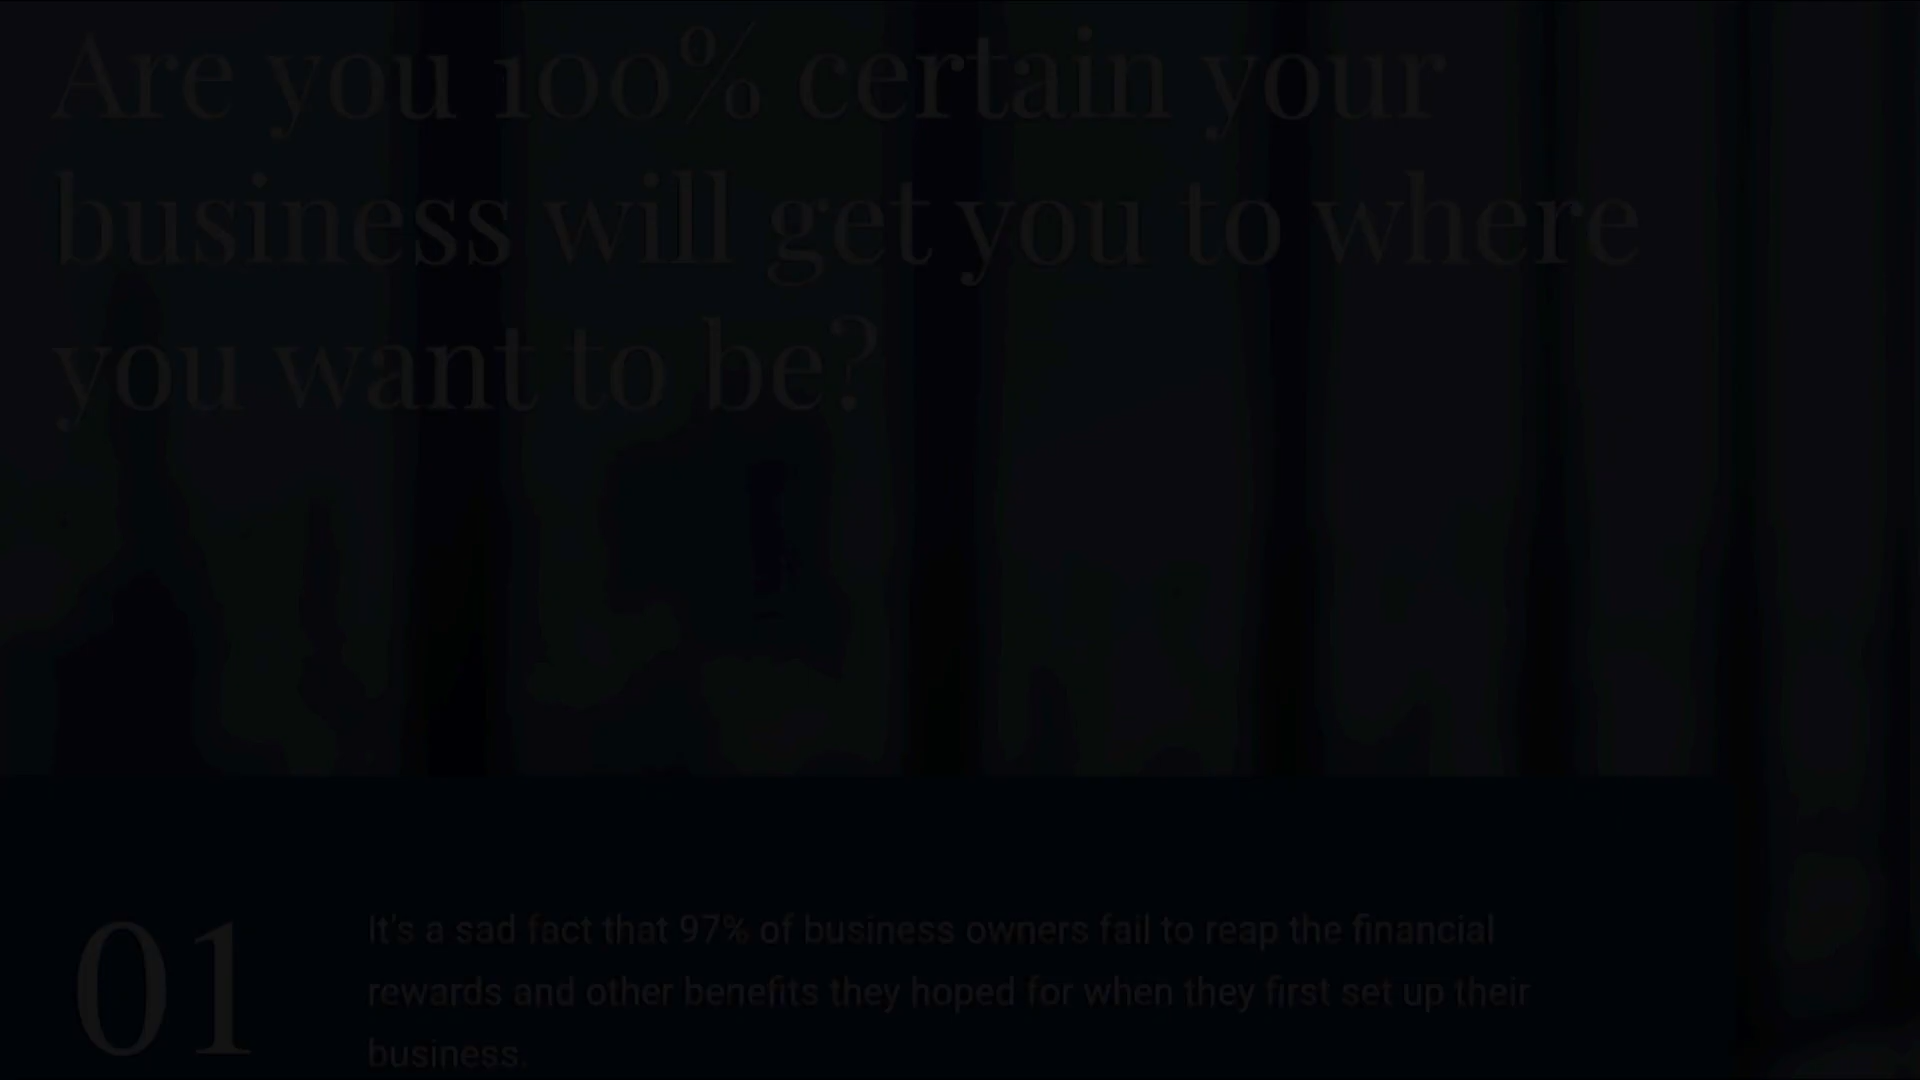 Are you 100% certain your
business will get you to where
you want to be?
01
It's a sad fact that 97% of business owners fail to reap the financial
rewards and other benefits they hoped for when they first set up their
business.